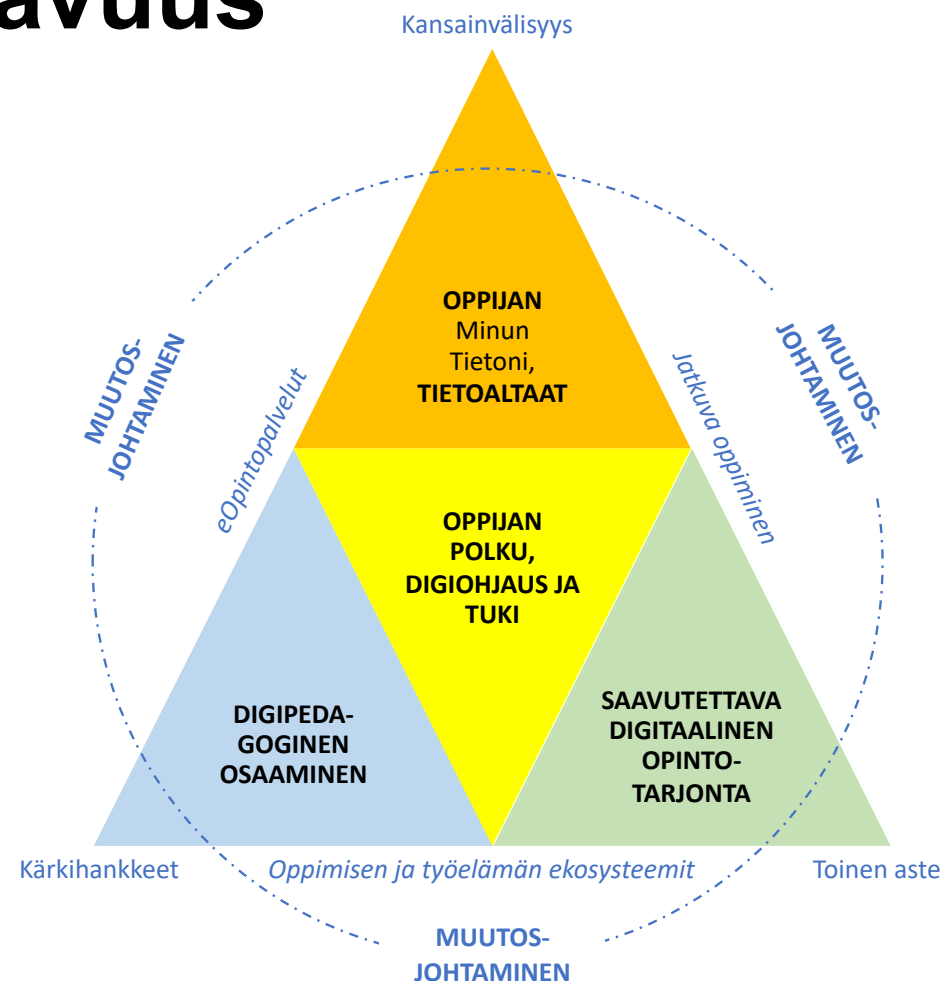 avuus
Kansainvälisyys
OPPIJAN
Minun
Tietoni,
TIETOALTAAT
MUUTOS-
JOHTAMINEN
eOpintopalvelut
Jatkuva oppiminen
MUUTOS-
JOHTAMINEN
OPPIJAN
POLKU,
DIGIOHJAUS JA
TUKI
DIGIPEDA-
GOGINEN
OSAAMINEN
SAAVUTETTAVA
DIGITAALINEN
OPINTO-
TARJONTA
Kärkihankkeet
Oppimisen ja työelämän ekosysteemit
Toinen aste
MUUTOS-
JOHTAMINEN